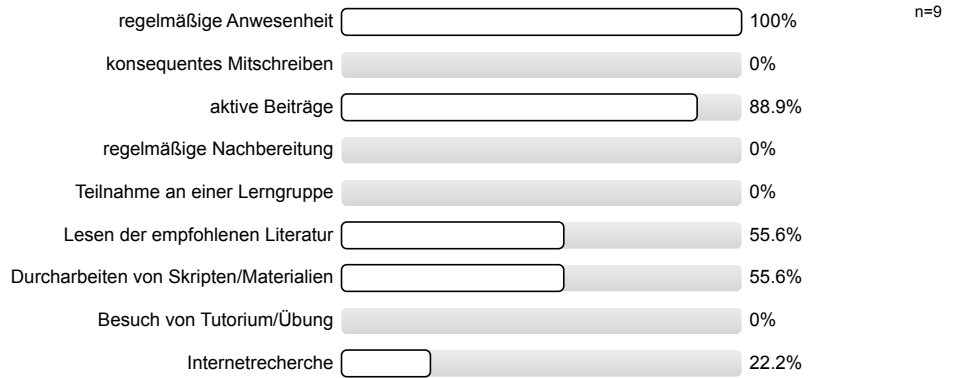 regelmäßige Anwesenheit 100% n=9
konsequentes Mitschreiben 0%
aktive Beiträge 88.9%
regelmäßige Nachbereitung 0%
Teilnahme an einer Lerngruppe 0%
Lesen der empfohlenen Literatur 55.6%
Durcharbeiten von Skripten/Materialien 55.6%
Besuch von Tutorium/Übung 0%
Internetrecherche 22.2%